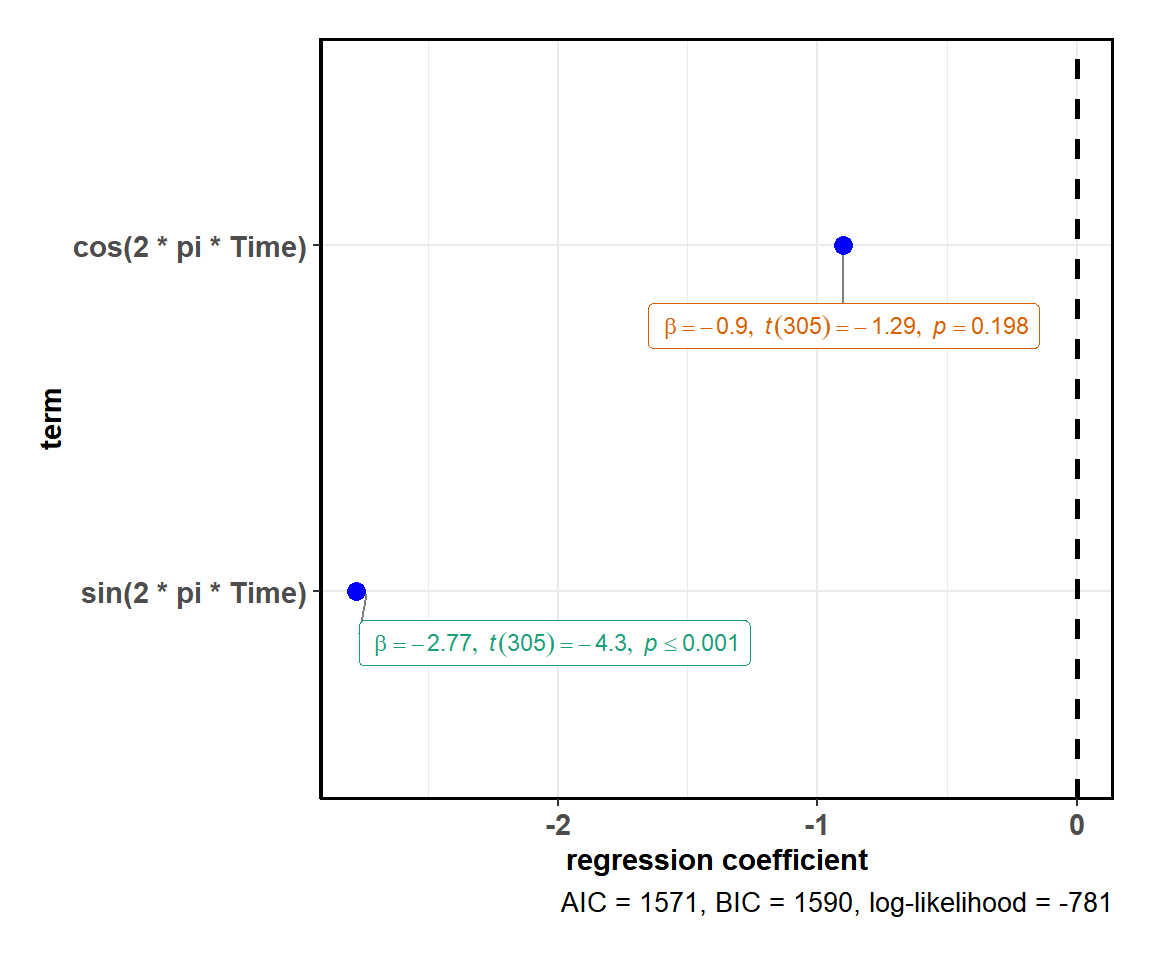 cos(2 * pi * Time)
β = −0.9, t(305) = −1.29, p = 0.198
term
sin(2 * pi * Time)
β = −2.77, t(305) = −4.3, p ≤ 0.001
-2 -1 0
regression coefficient
AIC = 1571, BIC = 1590, log-likelihood = -781